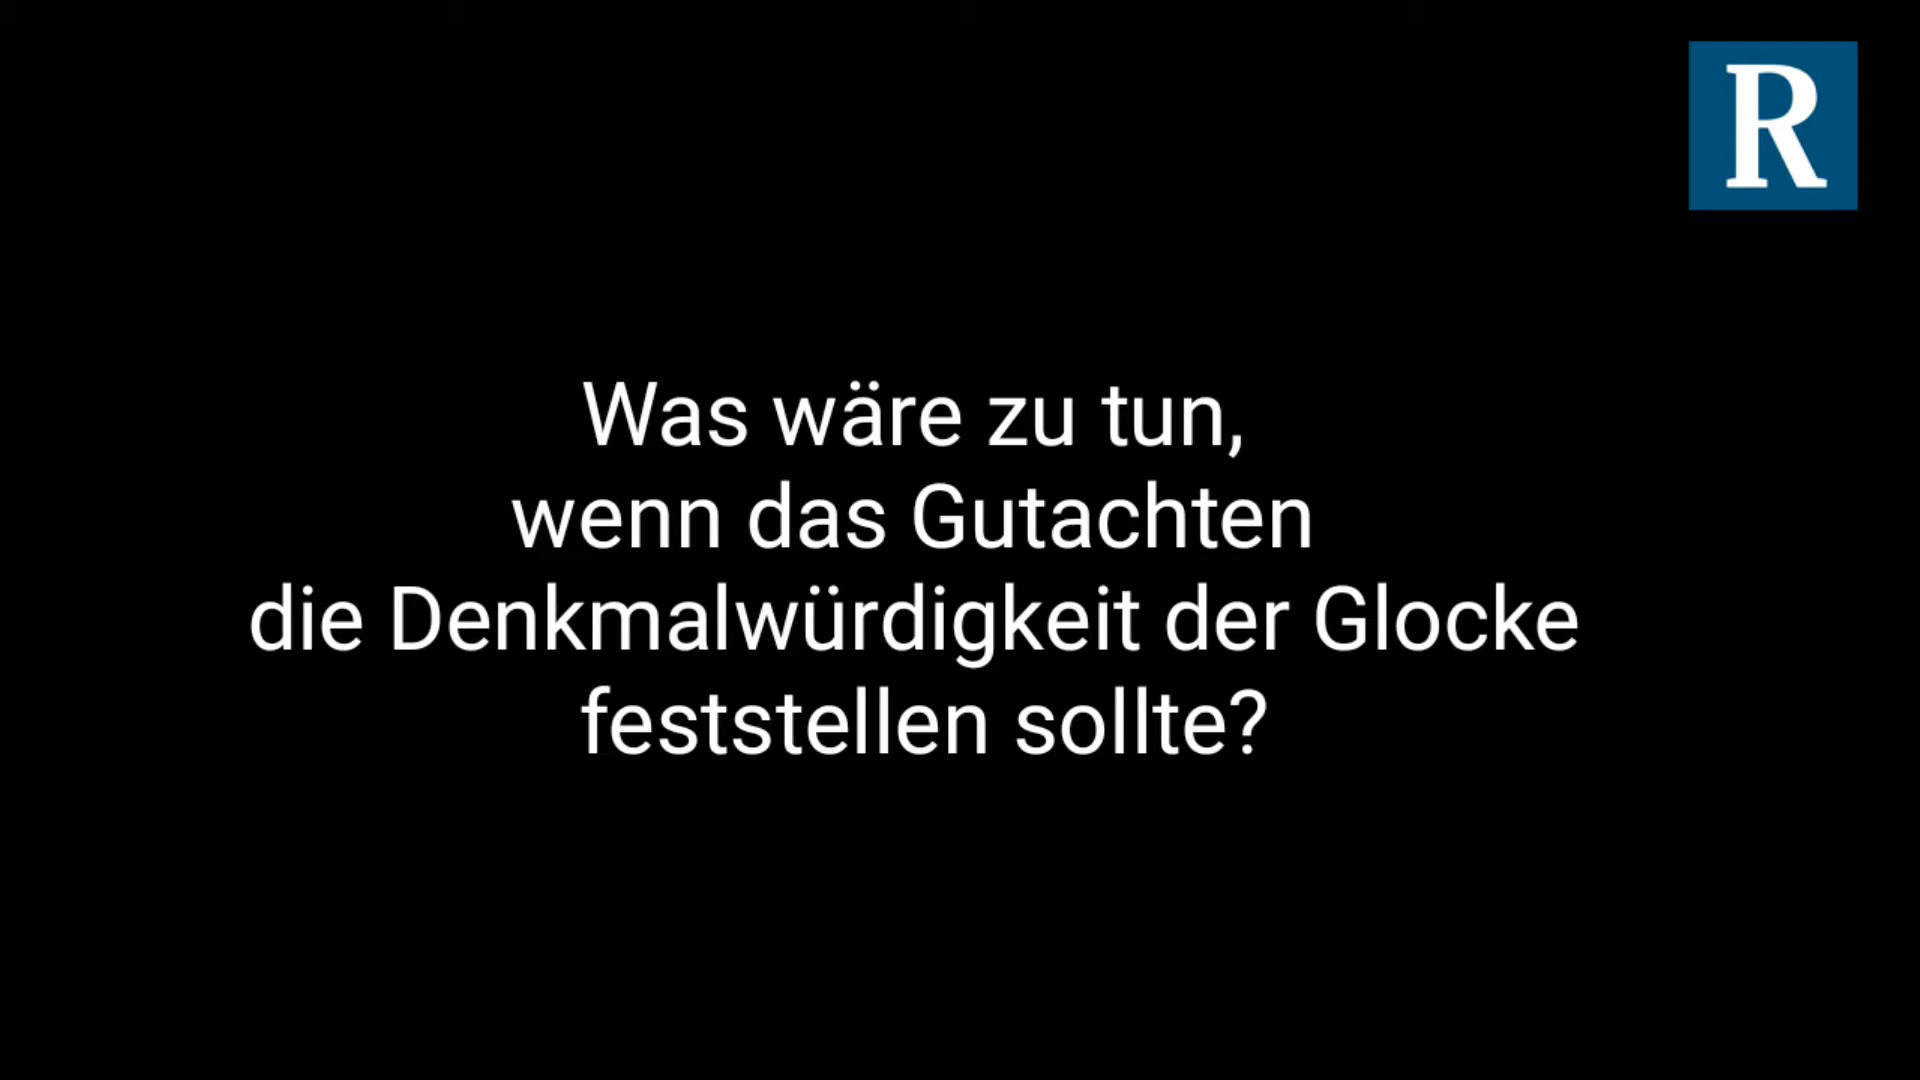 R
Was wäre zu tun,
wenn das Gutachten
die Denkmalwürdigkeit der Glocke
feststellen sollte?